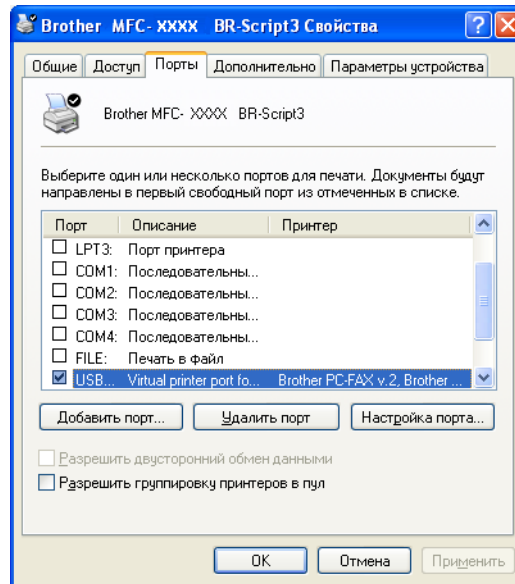 Brother MFC- XXXX BR-Script3 Свойства
Общие Доступ Порты Дополнительно Параметры устройства
Brother MFC- XXXX BR-Script3
Выберите один или несколько портов для печати. Документы будут
направлены в первый свободный порт из отмеченных в списке.
Порт Описание Принтер
LPT3: Порт принтера
COM1: Последовательны...
COM2: Последовательны...
COM3: Последовательны...
COM4: Последовательны...
FILE: Печать в файл
USB... Virtual printer port fo... Brother PC-FAX v.2, Brother ...
Добавить порт... Удалить порт Настройка порта...
Разрешить двусторонний обмен данными
Разрешить группировку принтеров в пул
OK Отмена Применить